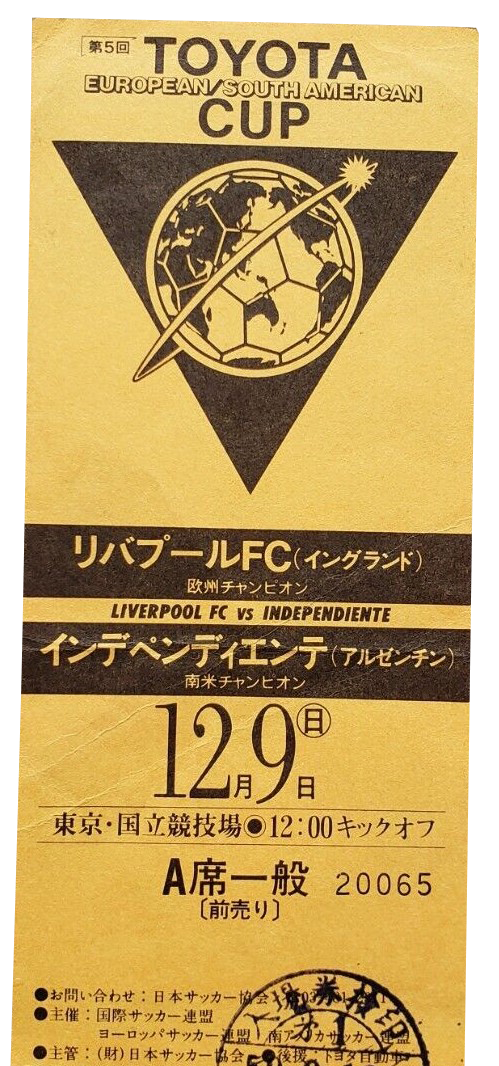 第5回
TOYOTA
EUROPEAN/SOUTH AMERICAN
CUP
リバプールFC(イングランド)
欧州チャンピオン
LIVERPOOL FC vs INDEPENDIENTE
インデペンディエンテ(アルゼンチン)
南米チャンピオン
12月9日㊐
東京・国立競技場●12:00キックオフ
A席一般 20065
〔前売り〕
●お問い合わせ:日本サッカー協会
●主催:国際サッカー連盟
ヨーロッパサッカー連盟 南アメリカサッカー連盟
●主管:(財)日本サッカー協会 ●後援:トヨタ自動車